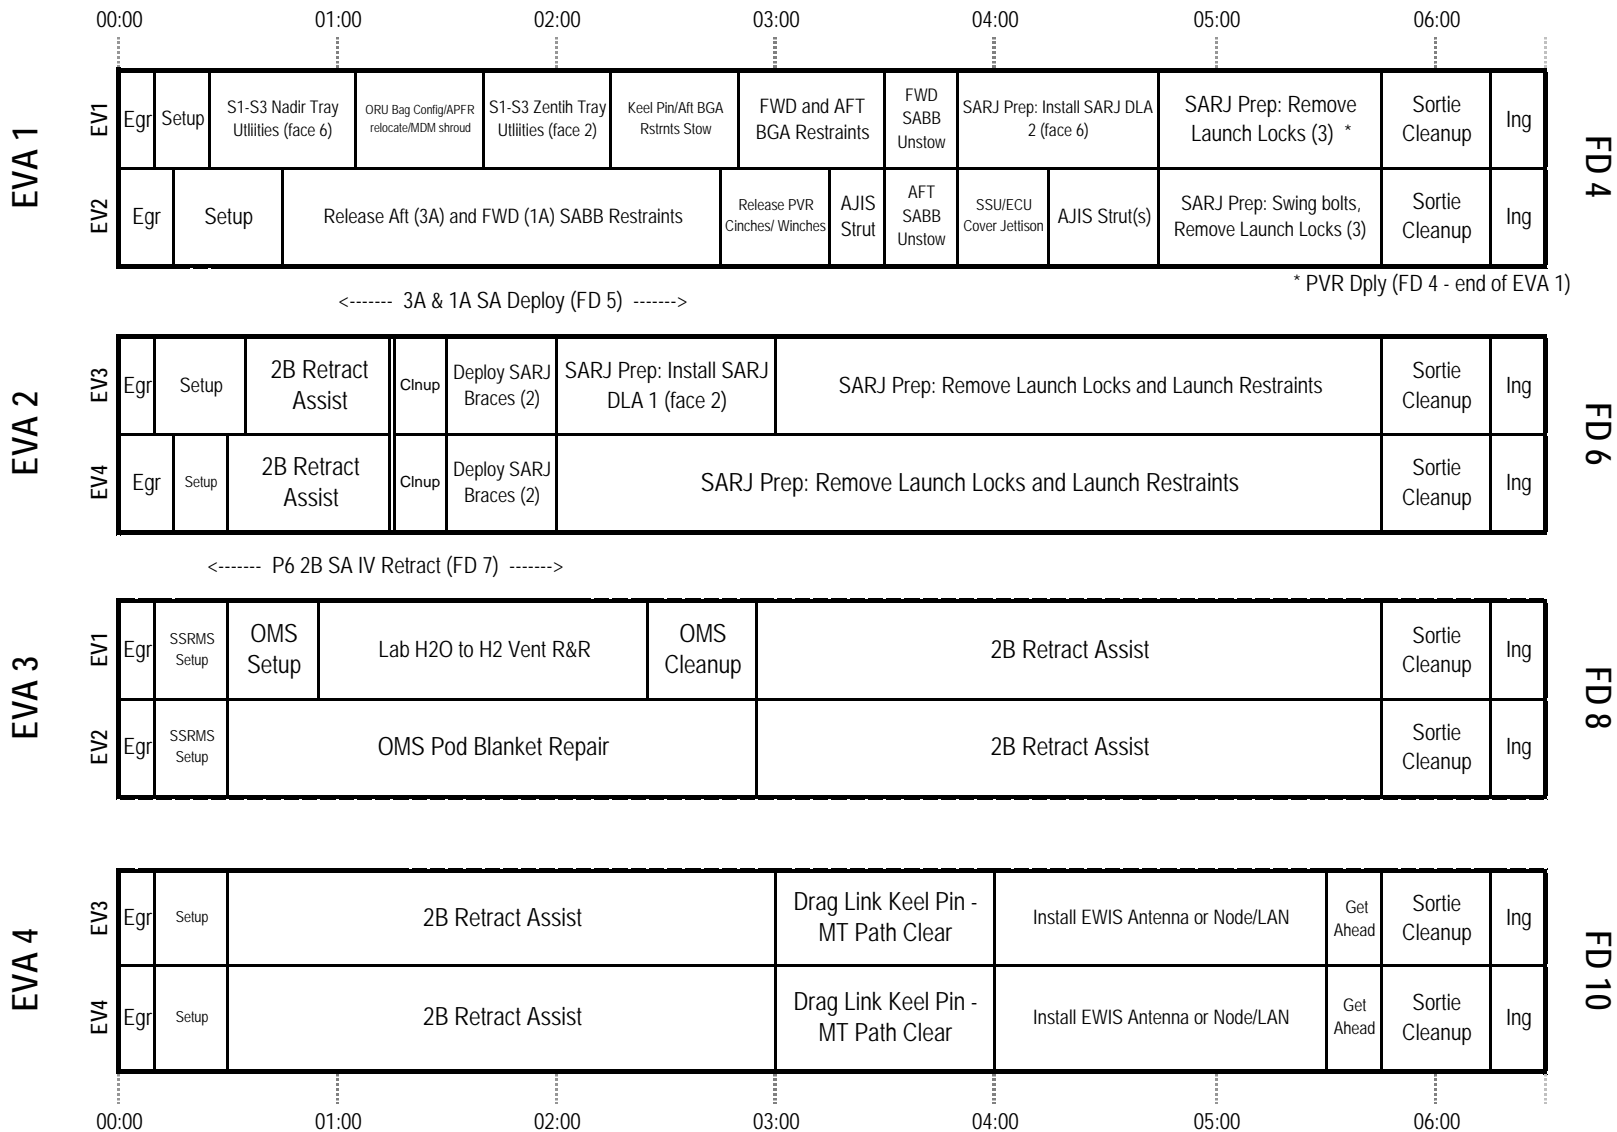 00:00 01:00 02:00 03:00 04:00 05:00 06:00
EVA 1
FD 4
EV1
Egr
Setup
S1-S3 Nadir Tray
Utliities (face 6)
ORU Bag Config/APFR
relocate/MDM shroud
S1-S3 Zentih Tray
Utliities (face 2)
Keel Pin/Aft BGA
Rstrnts Stow
FWD and AFT
BGA Restraints
FWD
SABB
Unstow
SARJ Prep: Install SARJ DLA
2 (face 6)
SARJ Prep: Remove
Launch Locks (3) *
Sortie
Cleanup
Ing
EV2
Egr
Setup
Release Aft (3A) and FWD (1A) SABB Restraints
Release PVR
Cinches/ Winches
AJIS
Strut
AFT
SABB
Unstow
SSU/ECU
Cover Jettison
AJIS Strut(s)
SARJ Prep: Swing bolts,
Remove Launch Locks (3)
Sortie
Cleanup
Ing
* PVR Dply (FD 4 - end of EVA 1)
<------- 3A & 1A SA Deploy (FD 5) ------->
EVA 2
FD 6
EV3
Egr
Setup
2B Retract
Assist
Clnup
Deploy SARJ
Braces (2)
SARJ Prep: Install SARJ
DLA 1 (face 2)
SARJ Prep: Remove Launch Locks and Launch Restraints
Sortie
Cleanup
Ing
EV4
Egr
Setup
2B Retract
Assist
Clnup
Deploy SARJ
Braces (2)
SARJ Prep: Remove Launch Locks and Launch Restraints
Sortie
Cleanup
Ing
<------- P6 2B SA IV Retract (FD 7) ------->
EVA 3
FD 8
EV1
Egr
SSRMS
Setup
OMS
Setup
Lab H2O to H2 Vent R&R
OMS
Cleanup
2B Retract Assist
Sortie
Cleanup
Ing
EV2
Egr
SSRMS
Setup
OMS Pod Blanket Repair
2B Retract Assist
Sortie
Cleanup
Ing
EVA 4
FD 10
EV3
Egr
Setup
2B Retract Assist
Drag Link Keel Pin -
MT Path Clear
Install EWIS Antenna or Node/LAN
Get
Ahead
Sortie
Cleanup
Ing
EV4
Egr
Setup
2B Retract Assist
Drag Link Keel Pin -
MT Path Clear
Install EWIS Antenna or Node/LAN
Get
Ahead
Sortie
Cleanup
Ing
00:00 01:00 02:00 03:00 04:00 05:00 06:00